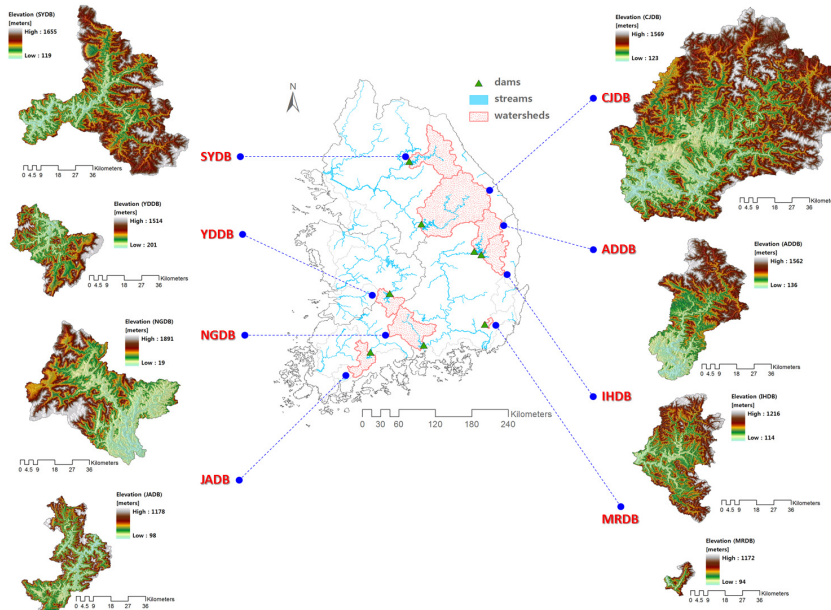 Elevation (SYDB)
[meters]
High : 1655
Low : 119
Kilometers
0 4.5 9 18 27 36
Elevation (YDDB)
[meters]
High : 1514
Low : 201
Kilometers
0 4.5 9 18 27 36
Elevation (NGDB)
[meters]
High : 1891
Low : 19
Kilometers
0 4.5 9 18 27 36
Elevation (JADB)
[meters]
High : 1178
Low : 98
Kilometers
0 4.5 9 18 27 36
SYDB
YDDB
NGDB
JADB
N
dams
streams
watersheds
Kilometers
0 15 30 60 120 180 240
CJDB
ADDB
IHDB
MRDB
Elevation (CJDB)
[meters]
High : 1569
Low : 123
Kilometers
0 4.5 9 18 27 36
Elevation (ADDB)
[meters]
High : 1562
Low : 136
Kilometers
0 4.5 9 18 27 36
Elevation (IHDB)
[meters]
High : 1216
Low : 114
Kilometers
0 4.5 9 18 27 36
Elevation (MRDB)
[meters]
High : 1172
Low : 94
Kilometers
0 4.5 9 18 27 36